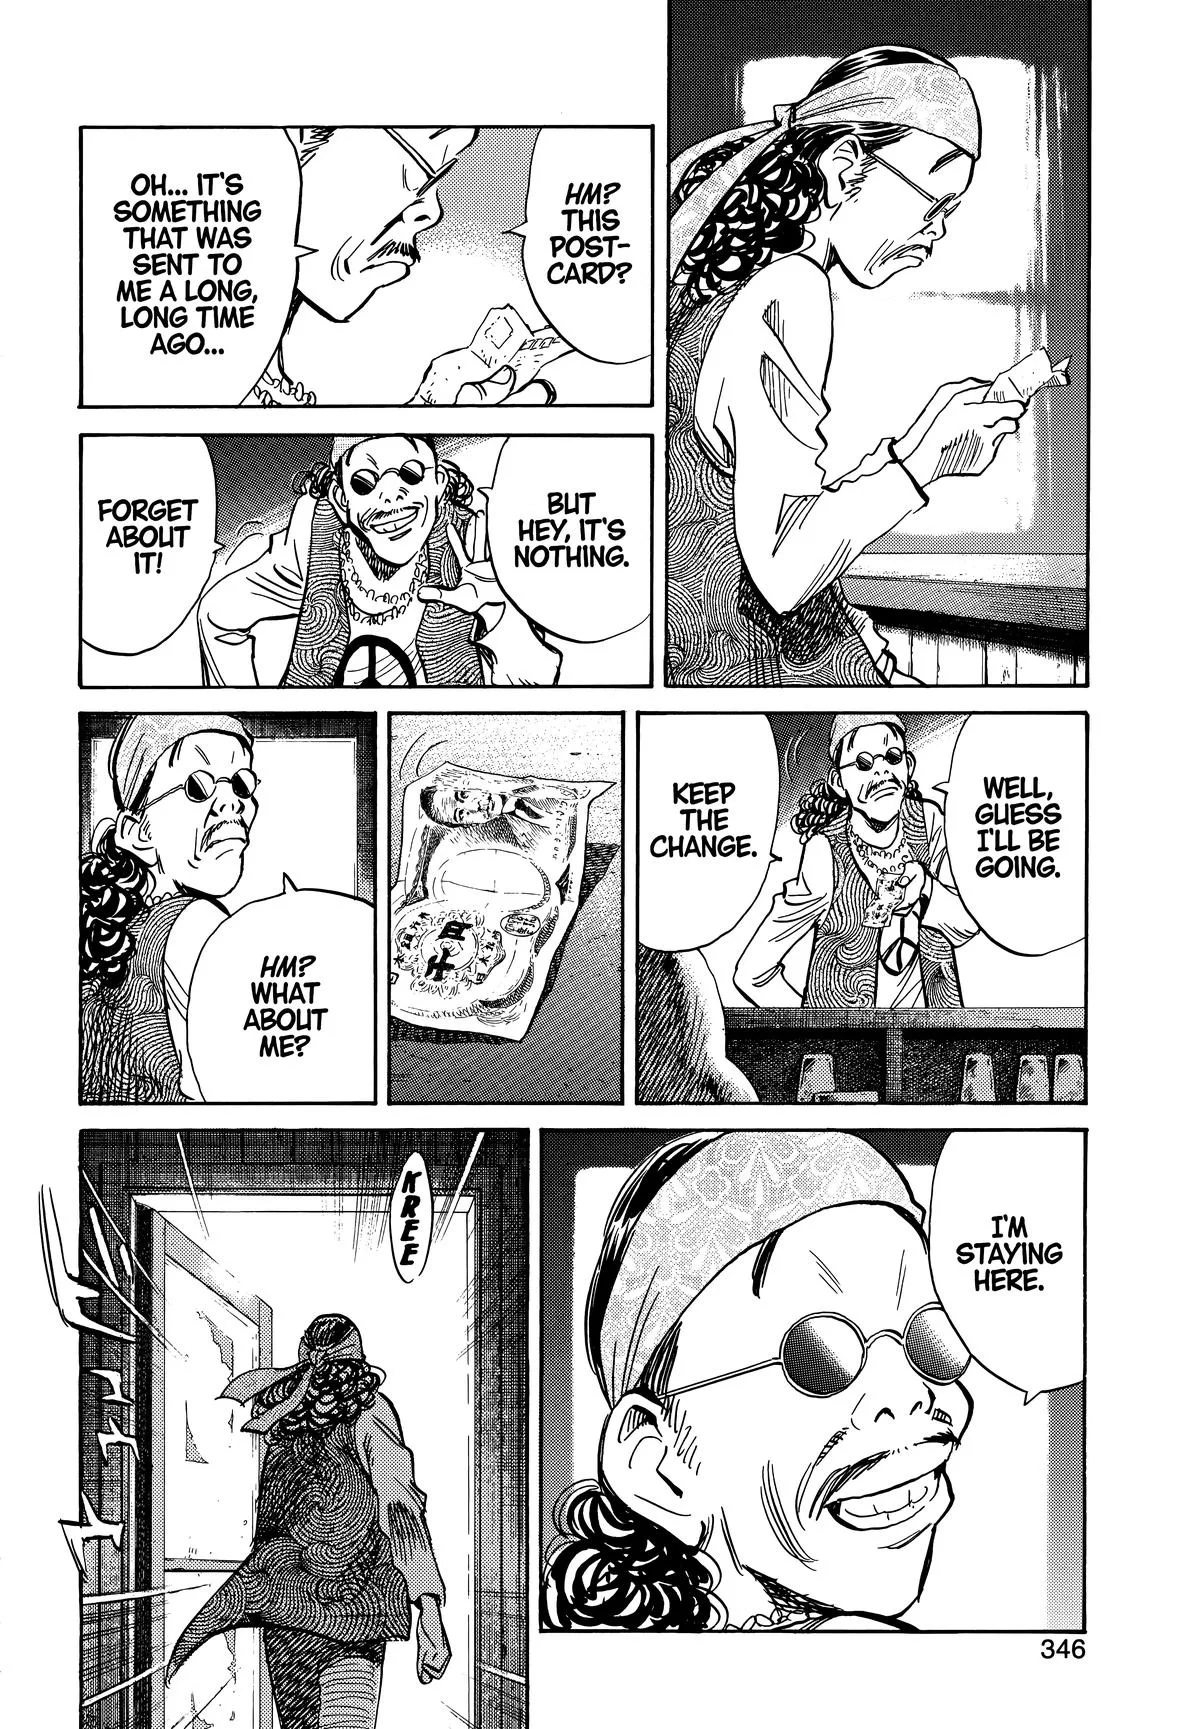 HM?
THIS
POST-
CARD?
OH... IT'S
SOMETHING
THAT WAS
SENT TO
ME A LONG,
LONG TIME
AGO...
BUT
HEY, IT'S
NOTHING.
FORGET
ABOUT
IT!
WELL,
GUESS
I'LL BE
GOING.
KEEP
THE
CHANGE.
HM?
WHAT
ABOUT
ME?
I'M
STAYING
HERE.
KREE
346